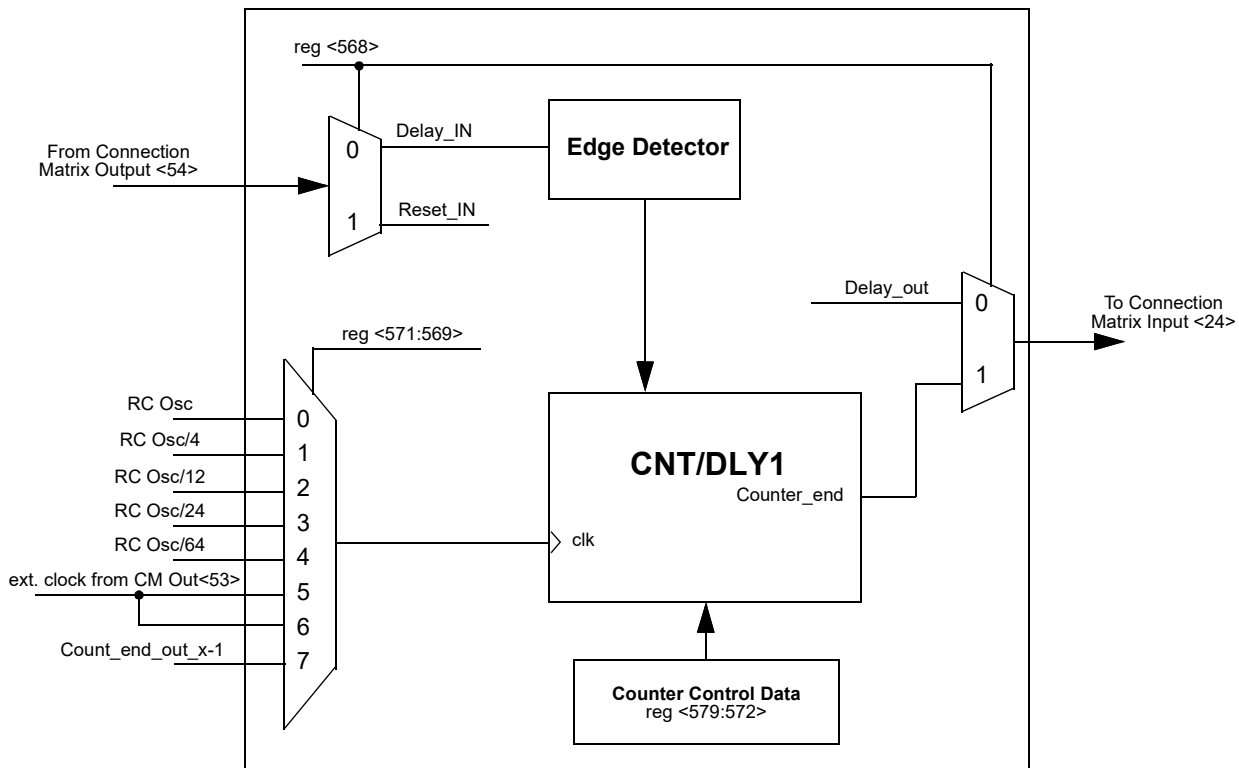 reg <568>
From Connection
Matrix Output <54>
0
Delay_IN
Edge Detector
1
Reset_IN
Delay_out
0
To Connection
Matrix Input <24>
1
reg <571:569>
RC Osc
0
RC Osc/4
1
RC Osc/12
2
RC Osc/24
3
RC Osc/64
4
ext. clock from CM Out<53>
5
6
Count_end_out_x-1
7
CNT/DLY1
Counter_end
clk
Counter Control Data
reg <579:572>